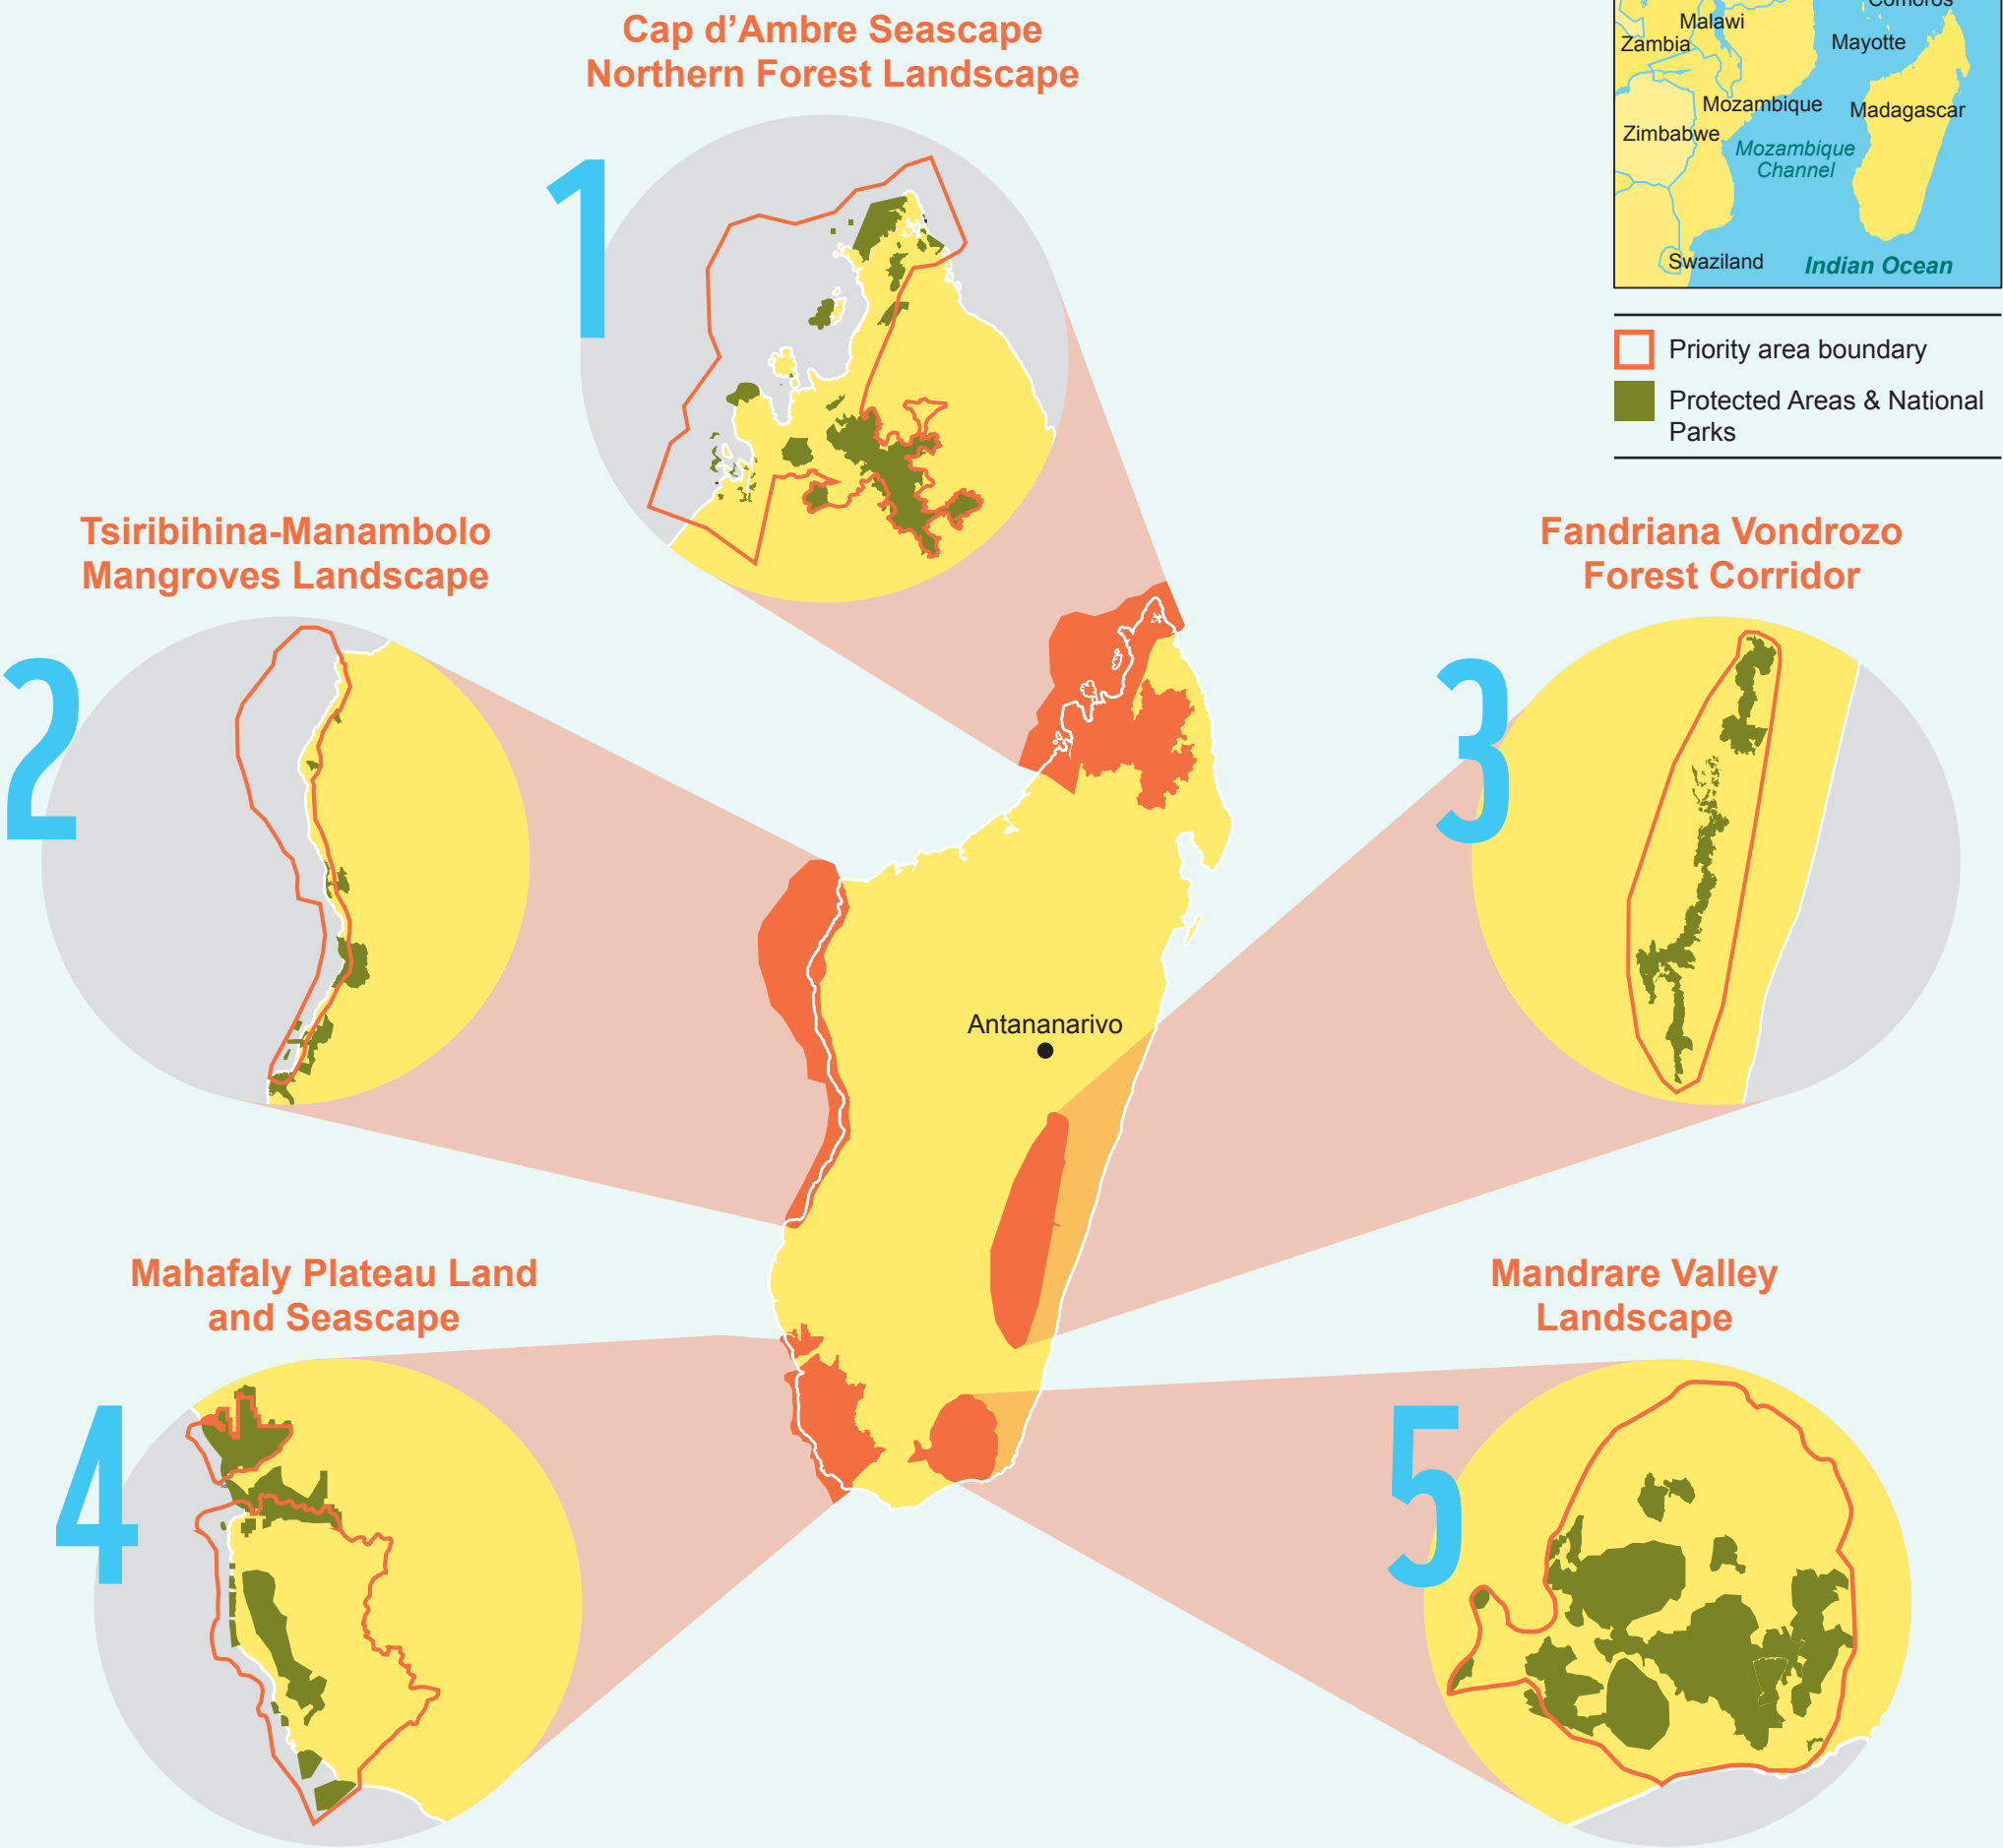 Cap d’Ambre Seascape
Northern Forest Landscape
1
Comoros
Malawi
Zambia
Mayotte
Mozambique
Madagascar
Zimbabwe
Mozambique
Channel
Swaziland
Indian Ocean
Priority area boundary
Protected Areas & National
Parks
Tsiribihina-Manambolo
Mangroves Landscape
2
Fandriana Vondrozo
Forest Corridor
3
Antananarivo
Mahafaly Plateau Land
and Seascape
4
Mandrare Valley
Landscape
5